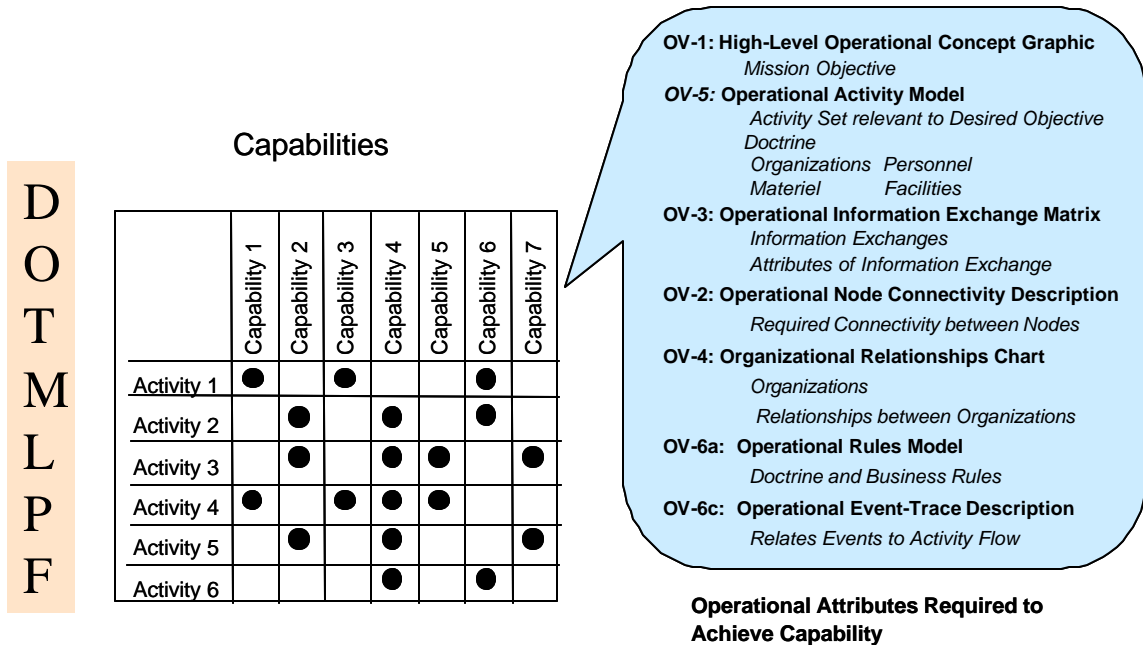 D
O
T
M
L
P
F
Capabilities
Capability 1
Capability 2
Capability 3
Capability 4
Capability 5
Capability 6
Capability 7
Activity 1
Activity 2
Activity 3
Activity 4
Activity 5
Activity 6
OV-1: High-Level Operational Concept Graphic
Mission Objective
OV-5: Operational Activity Model
Activity Set relevant to Desired Objective
Doctrine
Organizations Personnel
Materiel Facilities
OV-3: Operational Information Exchange Matrix
Information Exchanges
Attributes of Information Exchange
OV-2: Operational Node Connectivity Description
Required Connectivity between Nodes
OV-4: Organizational Relationships Chart
Organizations
Relationships between Organizations
OV-6a: Operational Rules Model
Doctrine and Business Rules
OV-6c: Operational Event-Trace Description
Relates Events to Activity Flow
Operational Attributes Required to
Achieve Capability